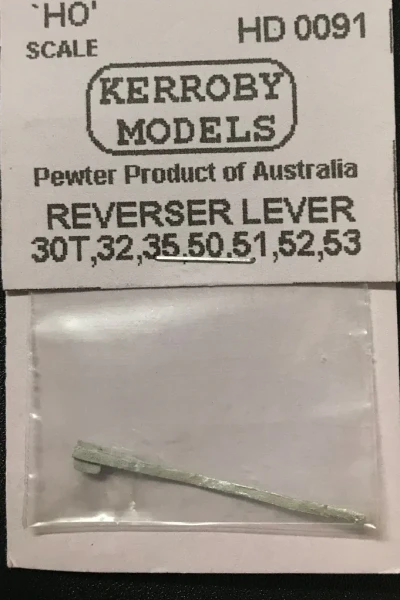 `HO'
SCALE
HD 0091
KERROBY
MODELS
Pewter Product of Australia
REVERSER LEVER
30T,32,35,50,51,52,53